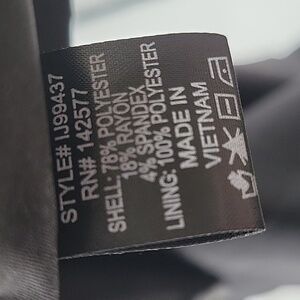 STYLE# IJ99437
RN# 142577
SHELL: 78% POLYESTER
18% RAYON
4% SPANDEX
LINING: 100% POLYESTER
MADE IN
VIETNAM